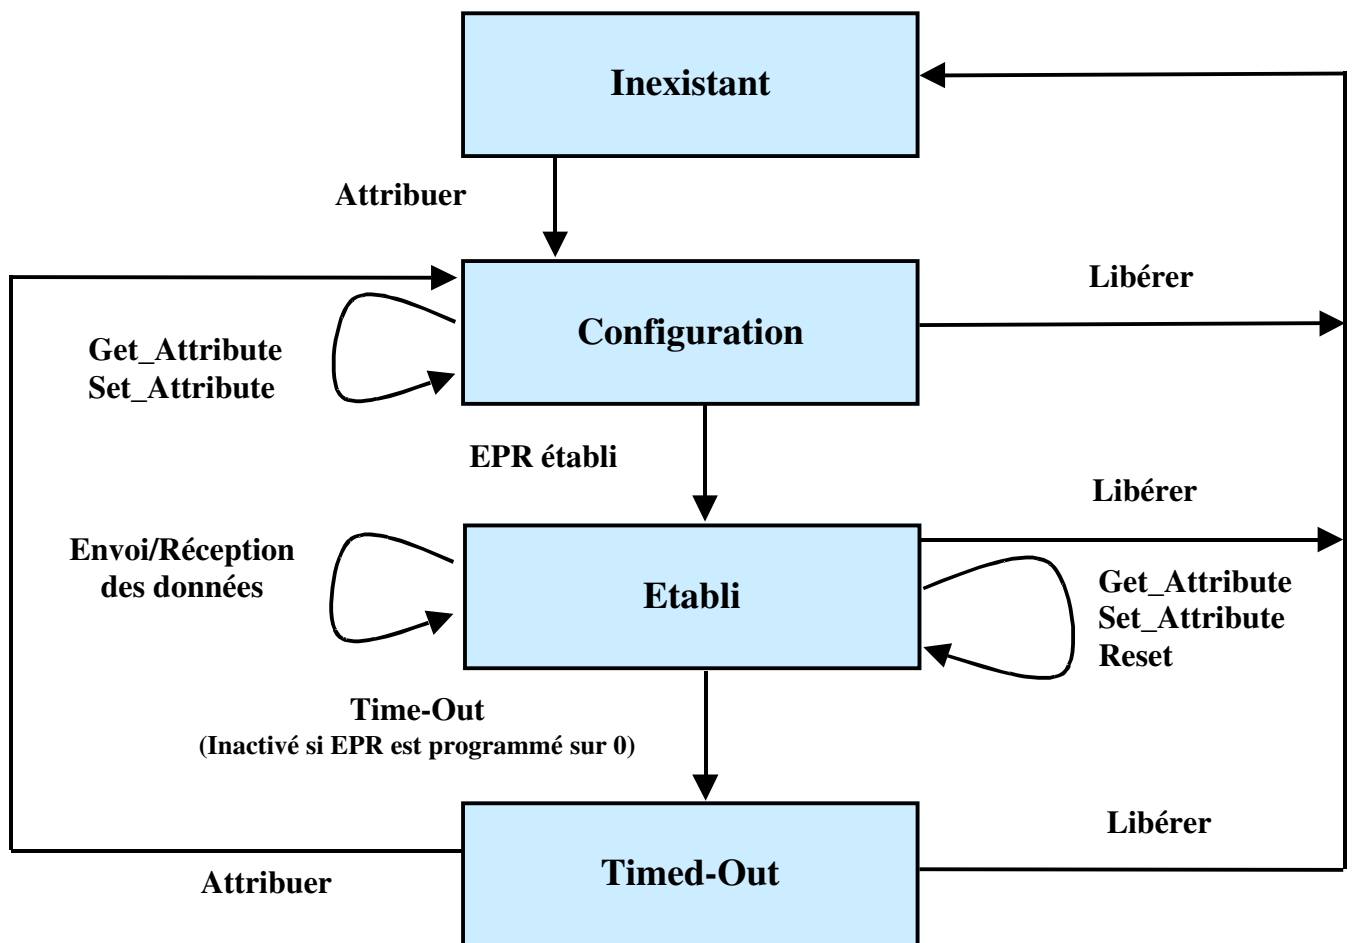 Inexistant
Attribuer
Libérer
Configuration
Get_Attribute
Set_Attribute
EPR établi
Libérer
Envoi/Réception
des données
Etabli
Get_Attribute
Set_Attribute
Reset
Time-Out
(Inactivé si EPR est programmé sur 0)
Libérer
Timed-Out
Attribuer